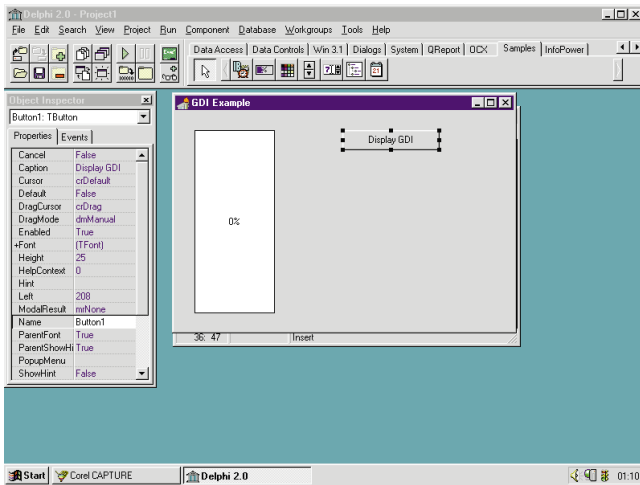 Delphi 2.0 - Project1
File Edit Search View Project Run Component Database Workgroups Tools Help
Data Access Data Controls Win 3.1 Dialogs System QReport OCX Samples InfoPower
Object Inspector
Button1: TButton
Properties Events
Cancel False
Caption Display GDI
Cursor crDefault
Default False
DragCursor crDrag
DragMode dmManual
Enabled True
+Font (TFont)
Height 25
HelpContext 0
Hint
Left 208
ModalResult mrNone
Name Button1
ParentFont True
ParentShowHi True
PopupMenu
ShowHint False
GDI Example
Display GDI
0%
36: 47 Insert
Start Corel CAPTURE Delphi 2.0 01:10